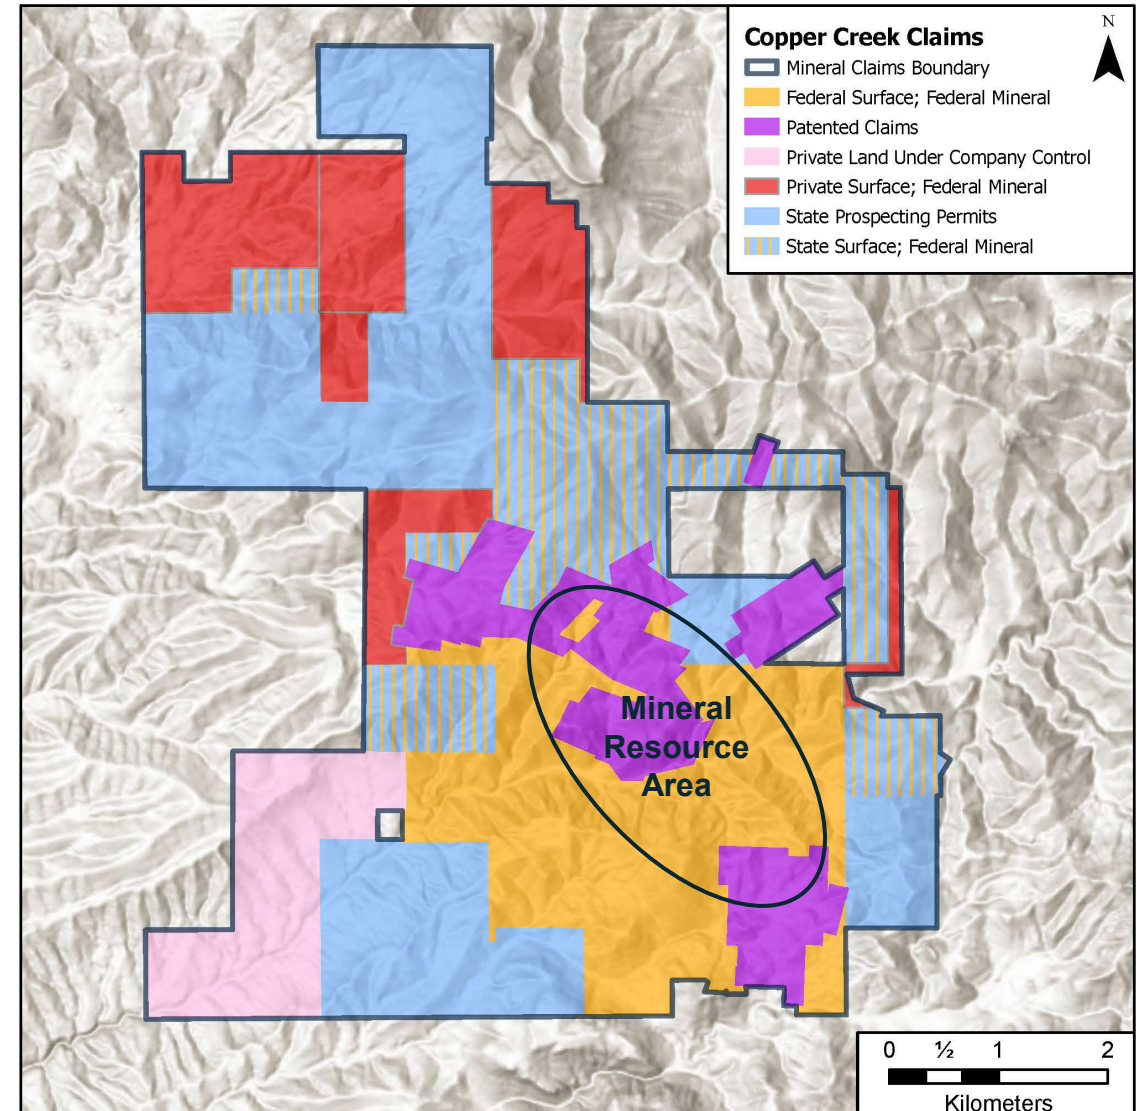 N
Copper Creek Claims
Mineral Claims Boundary
Federal Surface; Federal Mineral
Patented Claims
Private Land Under Company Control
Private Surface; Federal Mineral
State Prospecting Permits
State Surface; Federal Mineral
Mineral
Resource
Area
0 ½ 1 2
Kilometers